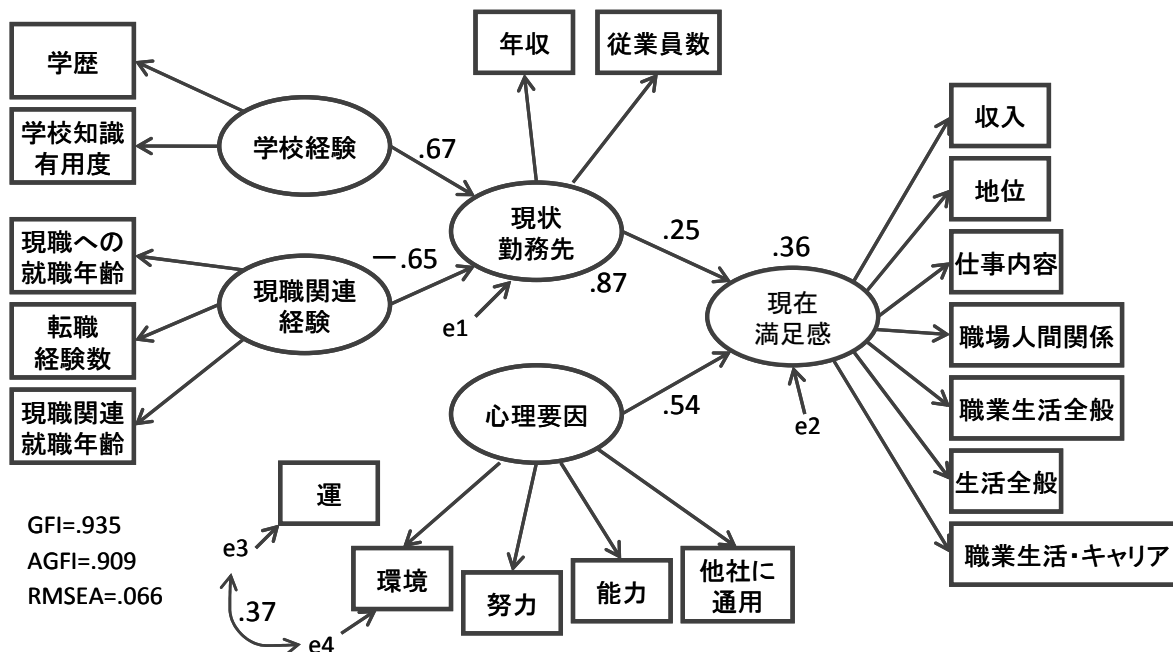 学歴
学校知識
有用度
現職への
就職年齢
転職
経験数
現職関連
就職年齢
学校経験
現職関連
経験
.67
－.65
年収
従業員数
現状
勤務先
.87
e1
.25
.36
現在
満足感
e2
.54
心理要因
運
e3
.37
e4
環境
努力
能力
他社に
通用
収入
地位
仕事内容
職場人間関係
職業生活全般
生活全般
職業生活・キャリア
GFI=.935
AGFI=.909
RMSEA=.066